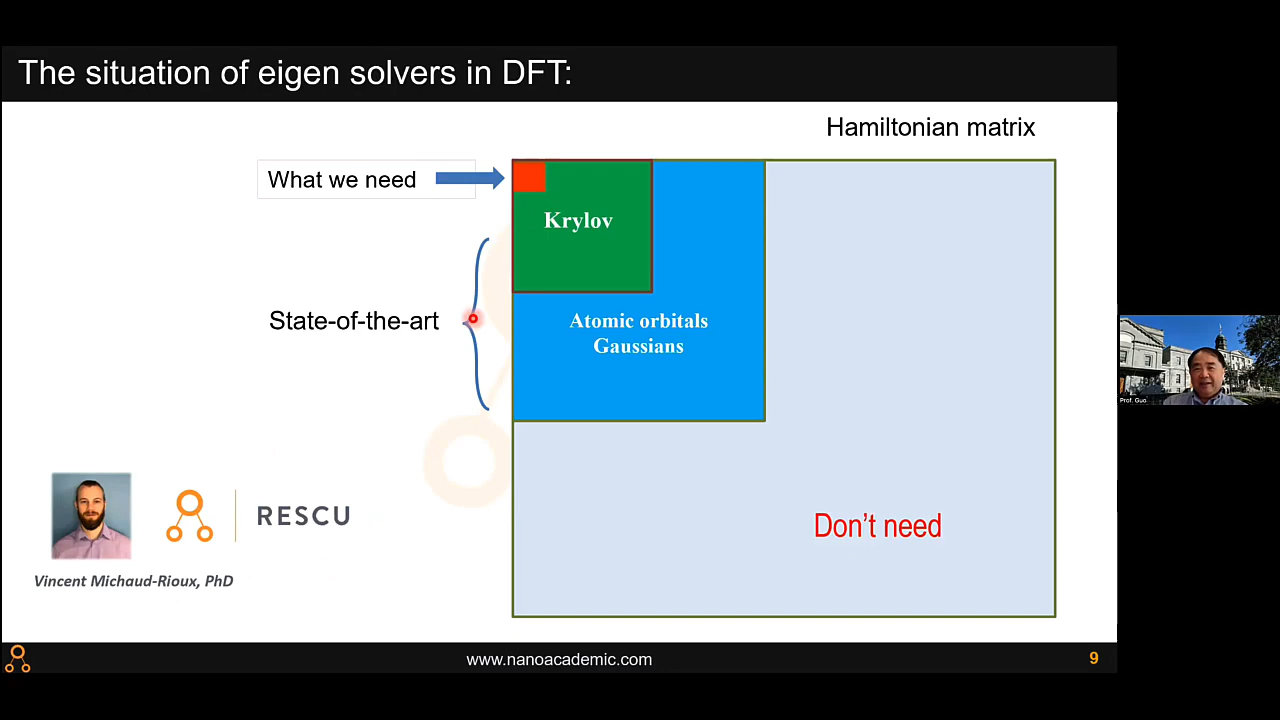 The situation of eigen solvers in DFT:
Hamiltonian matrix
What we need
Krylov
State-of-the-art
Atomic orbitals
Gaussians
Don't need
RESCU
Vincent Michaud-Rioux, PhD
www.nanoacademic.com
9
Prof. Guo